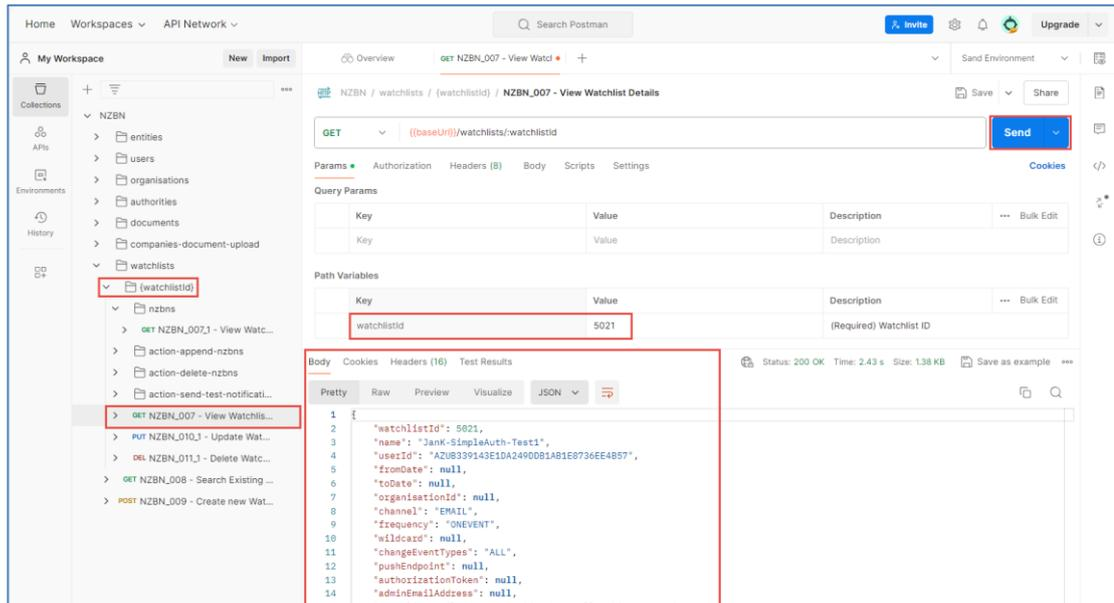 Home Workspaces API Network Search Postman Invite Upgrade
My Workspace New Import Overview GET NZBN_007 - View Watcl + Sand Environment
Collections
APIs
Environments
History
NZBN
entities
users
organisations
authorities
documents
companies-document-upload
watchlists
{watchlistId}
nzbns
GET NZBN_007_1 - View Watc...
action-append-nzbns
action-delete-nzbns
action-send-test-notificati...
GET NZBN_007 - View Watchlis...
PUT NZBN_010_1 - Update Wat...
DEL NZBN_011_1 - Delete Watc...
GET NZBN_008 - Search Existing ...
POST NZBN_009 - Create new Wat...
HTTP NZBN / watchlists / {watchlistId} / NZBN_007 - View Watchlist Details Save Share
GET {{baseUrl}}/watchlists/:watchlistId Send
Params Authorization Headers (8) Body Scripts Settings Cookies
Query Params
Key Value Description ... Bulk Edit
Key Value Description
Path Variables
Key Value Description ... Bulk Edit
watchlistId 5021 (Required) Watchlist ID
Body Cookies Headers (16) Test Results Status: 200 OK Time: 2.43 s Size: 1.38 KB Save as example ...
Pretty Raw Preview Visualize JSON
1 {
2 "watchlistId": 5021,
3 "name": "JanK-SimpleAuth-Test1",
4 "userId": "AZUB339143E1DA249DDB1AB1E8736EE4B57",
5 "fromDate": null,
6 "toDate": null,
7 "organisationId": null,
8 "channel": "EMAIL",
9 "frequency": "ONEVENT",
10 "wildcard": null,
11 "changeEventTypes": "ALL",
12 "pushEndpoint": null,
13 "authorizationToken": null,
14 "adminEmailAddress": null,